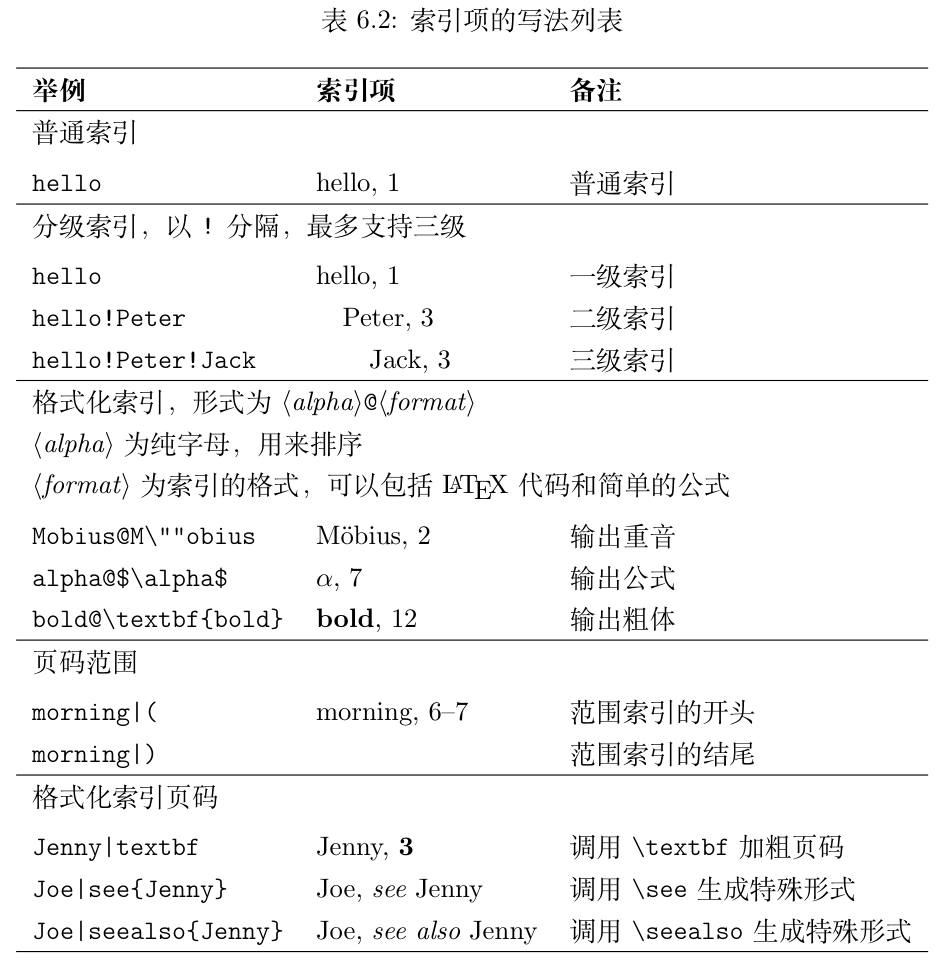 表 6.2: 索引项的写法列表
举例 索引项 备注
普通索引
hello hello, 1 普通索引
分级索引，以 ! 分隔，最多支持三级
hello hello, 1 一级索引
hello!Peter Peter, 3 二级索引
hello!Peter!Jack Jack, 3 三级索引
格式化索引，形式为 ⟨alpha⟩@⟨format⟩
⟨alpha⟩ 为纯字母，用来排序
⟨format⟩ 为索引的格式，可以包括 LATEX 代码和简单的公式
Mobius@M\""obius Möbius, 2 输出重音
alpha@$\alpha$ α, 7 输出公式
bold@\textbf{bold} bold, 12 输出粗体
页码范围
morning|( morning, 6–7 范围索引的开头
morning|) 范围索引的结尾
格式化索引页码
Jenny|textbf Jenny, 3 调用 \textbf 加粗页码
Joe|see{Jenny} Joe, see Jenny 调用 \see 生成特殊形式
Joe|seealso{Jenny} Joe, see also Jenny 调用 \seealso 生成特殊形式